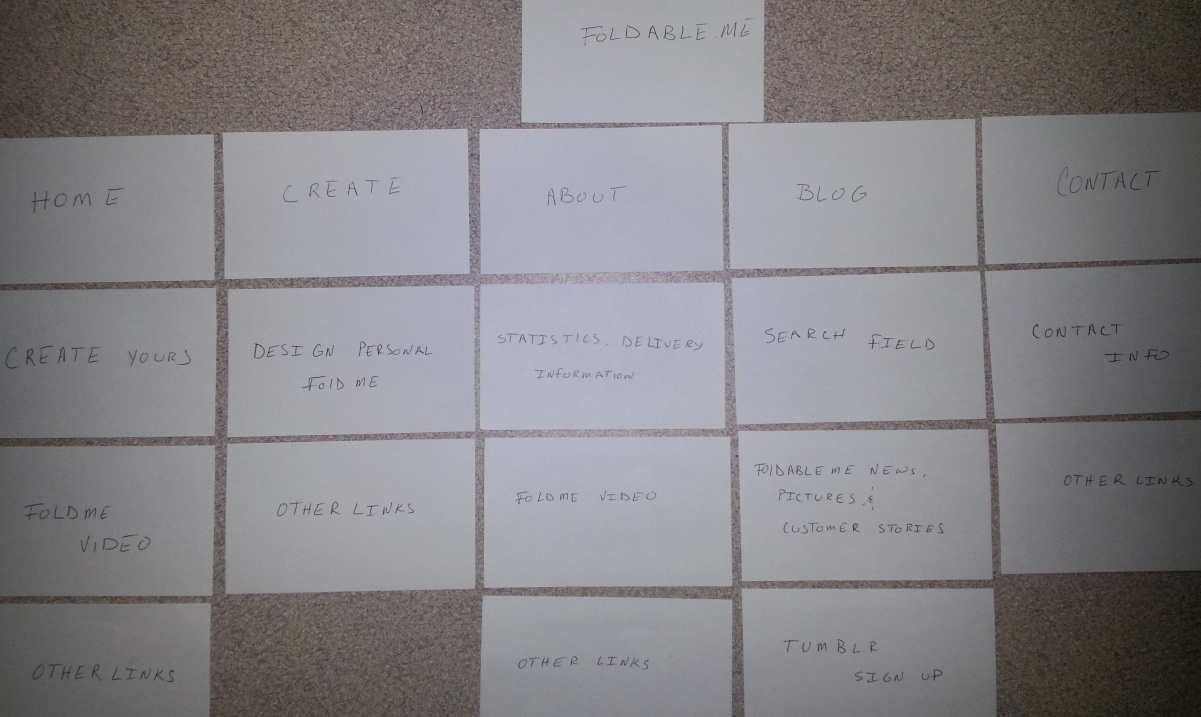 FOLDABLE.ME
HOME
CREATE
ABOUT
BLOG
CONTACT
CREATE YOURS
DESIGN PERSONAL
FOLD ME
STATISTICS, DELIVERY
INFORMATION
SEARCH FIELD
CONTACT
INFO
FOLDME
VIDEO
OTHER LINKS
FOLDME VIDEO
FOLDABLE ME NEWS,
PICTURES, &
CUSTOMER STORIES
OTHER LINKS
OTHER LINKS
OTHER LINKS
TUMBLR
SIGN UP